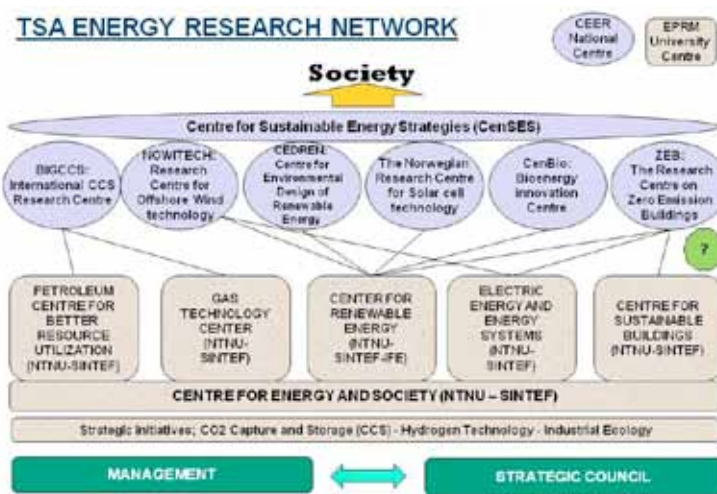 TSA ENERGY RESEARCH NETWORK
CEER
National
Centre
EPRM
University
Centre
Society
Centre for Sustainable Energy Strategies (CenSES)
BIGCCS:
International CCS
Research Centre
NOWITECH:
Research
Centre for
Offshore Wind
technology
CEDREN:
Centre for
Environmental
Design of
Renewable
Energy
The Norwegian
Research Centre
for Solar cell
technology
CenBio:
Bioenergy
Innovation
Centre
ZEB:
The Research
Centre on
Zero Emission
Buildings
?
PETROLEUM
CENTRE FOR
BETTER
RESOURCE
UTILIZATION
(NTNU-SINTEF)
GAS
TECHNOLOGY
CENTER
(NTNU-
SINTEF)
CENTER FOR
RENEWABLE
ENERGY
(NTNU-
SINTEF-IFE)
ELECTRIC
ENERGY AND
ENERGY
SYSTEMS
(NTNU-
SINTEF)
CENTRE FOR
SUSTAINABLE
BUILDINGS
(NTNU-SINTEF)
CENTRE FOR ENERGY AND SOCIETY (NTNU – SINTEF)
Strategic Initiatives; CO2 Capture and Storage (CCS) - Hydrogen Technology - Industrial Ecology
MANAGEMENT
STRATEGIC COUNCIL